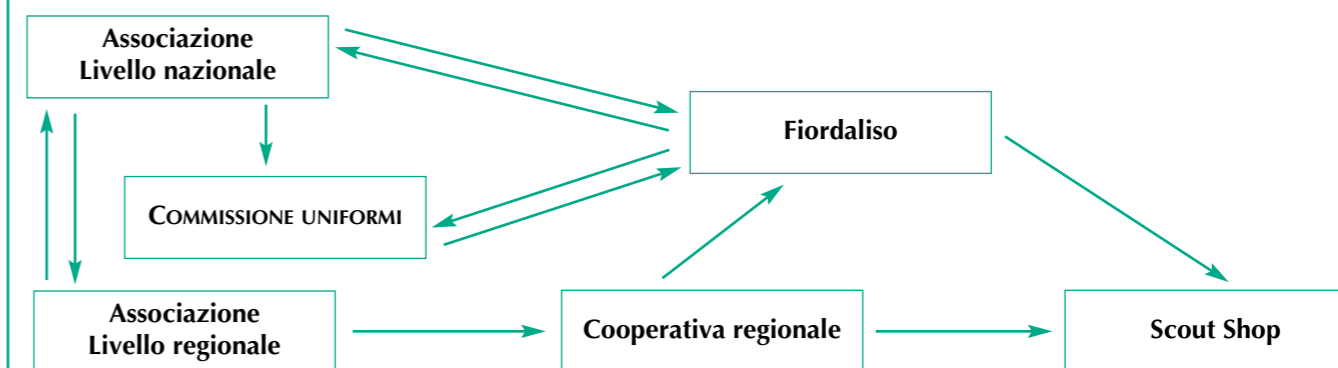 Associazione
Livello nazionale
Fiordaliso
COMMISSIONE UNIFORMI
Associazione
Livello regionale
Cooperativa regionale
Scout Shop